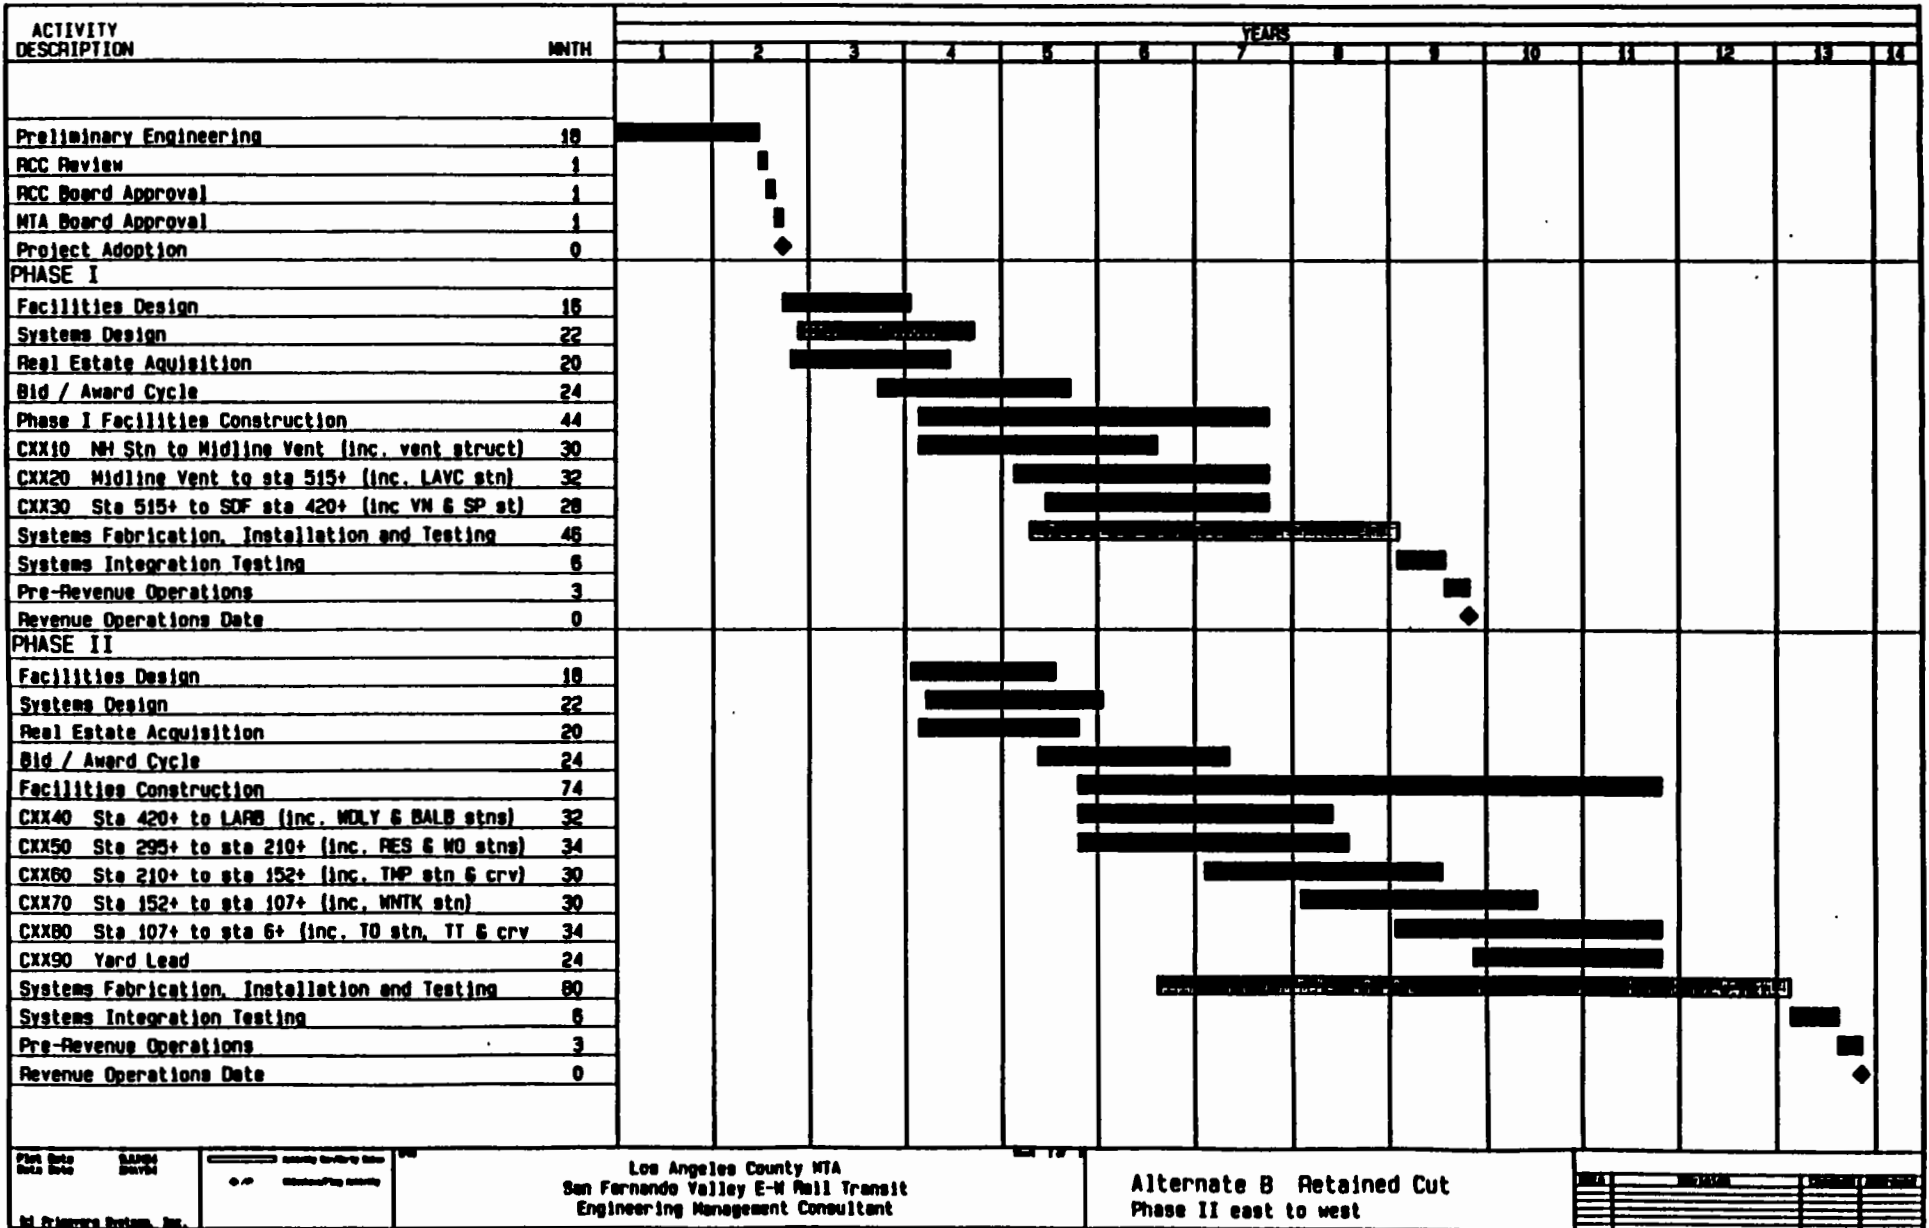 ACTIVITY
DESCRIPTION MNTH
YEARS
1 2 3 4 5 6 7 8 9 10 11 12 13 14
Preliminary Engineering 18
RCC Review 1
RCC Board Approval 1
MTA Board Approval 1
Project Adoption 0
PHASE I
Facilities Design 16
Systems Design 22
Real Estate Aquisition 20
Bid / Award Cycle 24
Phase I Facilities Construction 44
CXX10 NH Stn to Midline Vent (inc. vent struct) 30
CXX20 Midline Vent to sta 515+ (inc. LAVC stn) 32
CXX30 Sta 515+ to SDF sta 420+ (inc VN & SP st) 28
Systems Fabrication, Installation and Testing 46
Systems Integration Testing 6
Pre-Revenue Operations 3
Revenue Operations Date 0
PHASE II
Facilities Design 18
Systems Design 22
Real Estate Acquisition 20
Bid / Award Cycle 24
Facilities Construction 74
CXX40 Sta 420+ to LARB (inc. WDLY & BALB stns) 32
CXX50 Sta 295+ to sta 210+ (inc. RES & WO stns) 34
CXX60 Sta 210+ to sta 152+ (inc. TMP stn & crv) 30
CXX70 Sta 152+ to sta 107+ (inc. WNTK stn) 30
CXX80 Sta 107+ to sta 6+ (inc. TO stn, TT & crv 34
CXX90 Yard Lead 24
Systems Fabrication, Installation and Testing 80
Systems Integration Testing 6
Pre-Revenue Operations 3
Revenue Operations Date 0
Plot Date
Data Date
(c) Primavera Systems, Inc.
Los Angeles County MTA
San Fernando Valley E-W Rail Transit
Engineering Management Consultant
Alternate B Retained Cut
Phase II east to west